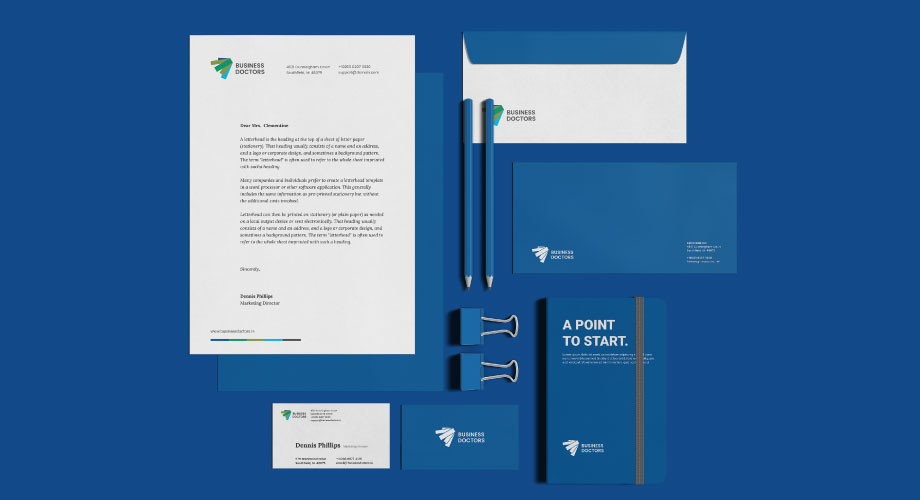 BUSINESS
DOCTORS
Dear Mrs. Clementine
A letterhead is the heading at the top of a sheet of letter paper
(stationery). That heading usually consists of a name and an address,
and a logo or corporate design, and sometimes a background pattern.
The term "letterhead" is often used to refer to the whole sheet imprinted
with such a heading.
Many companies and individuals prefer to create a letterhead template
in a word processor or other software application. This generally
includes the same information as pre-printed stationery but without
the additional costs involved.
Letterhead can then be printed on stationery (or plain paper) as needed
on a local output device or sent electronically. That heading usually
consists of a name and an address, and a logo or corporate design, and
sometimes a background pattern. The term "letterhead" is often used to
refer to the whole sheet imprinted with such a heading.
Sincerely,
Dennis Phillips
Marketing Director
BUSINESS
DOCTORS
BUSINESS
DOCTORS
A POINT
TO START.
BUSINESS
DOCTORS
BUSINESS
DOCTORS
Dennis Phillips
BUSINESS
DOCTORS